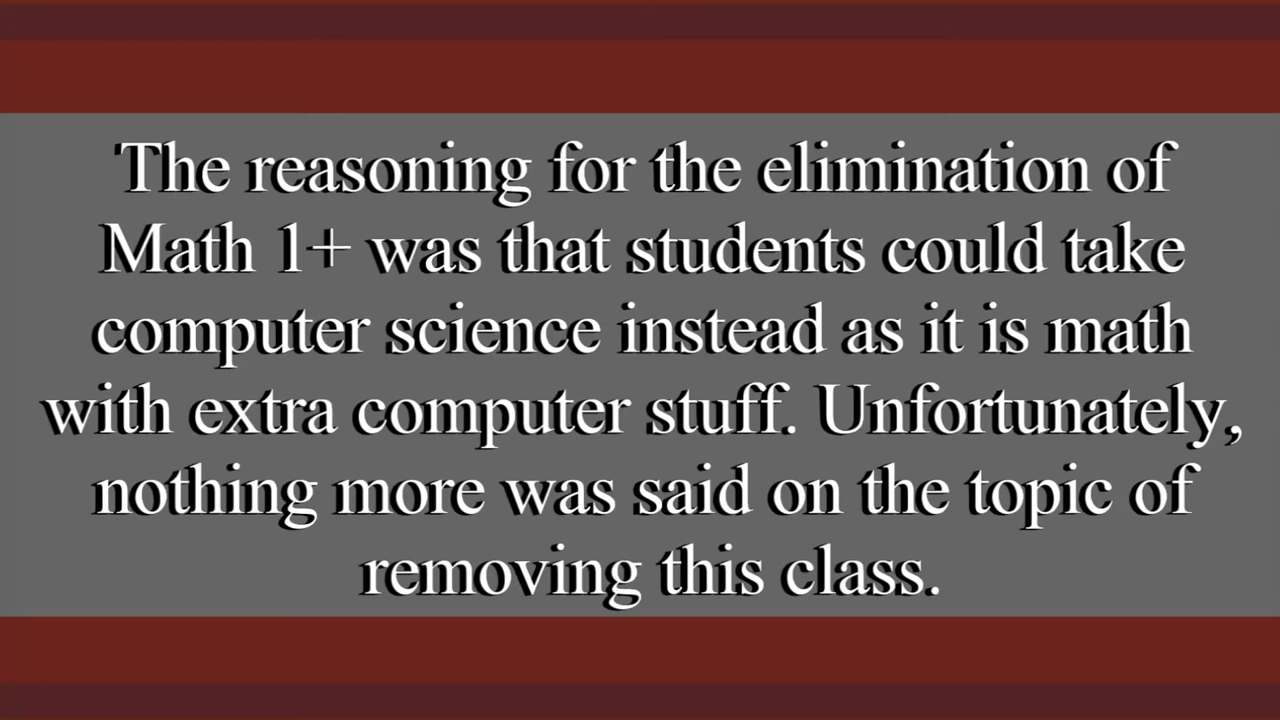 The reasoning for the elimination of
Math 1+ was that students could take
computer science instead as it is math
with extra computer stuff. Unfortunately,
nothing more was said on the topic of
removing this class.